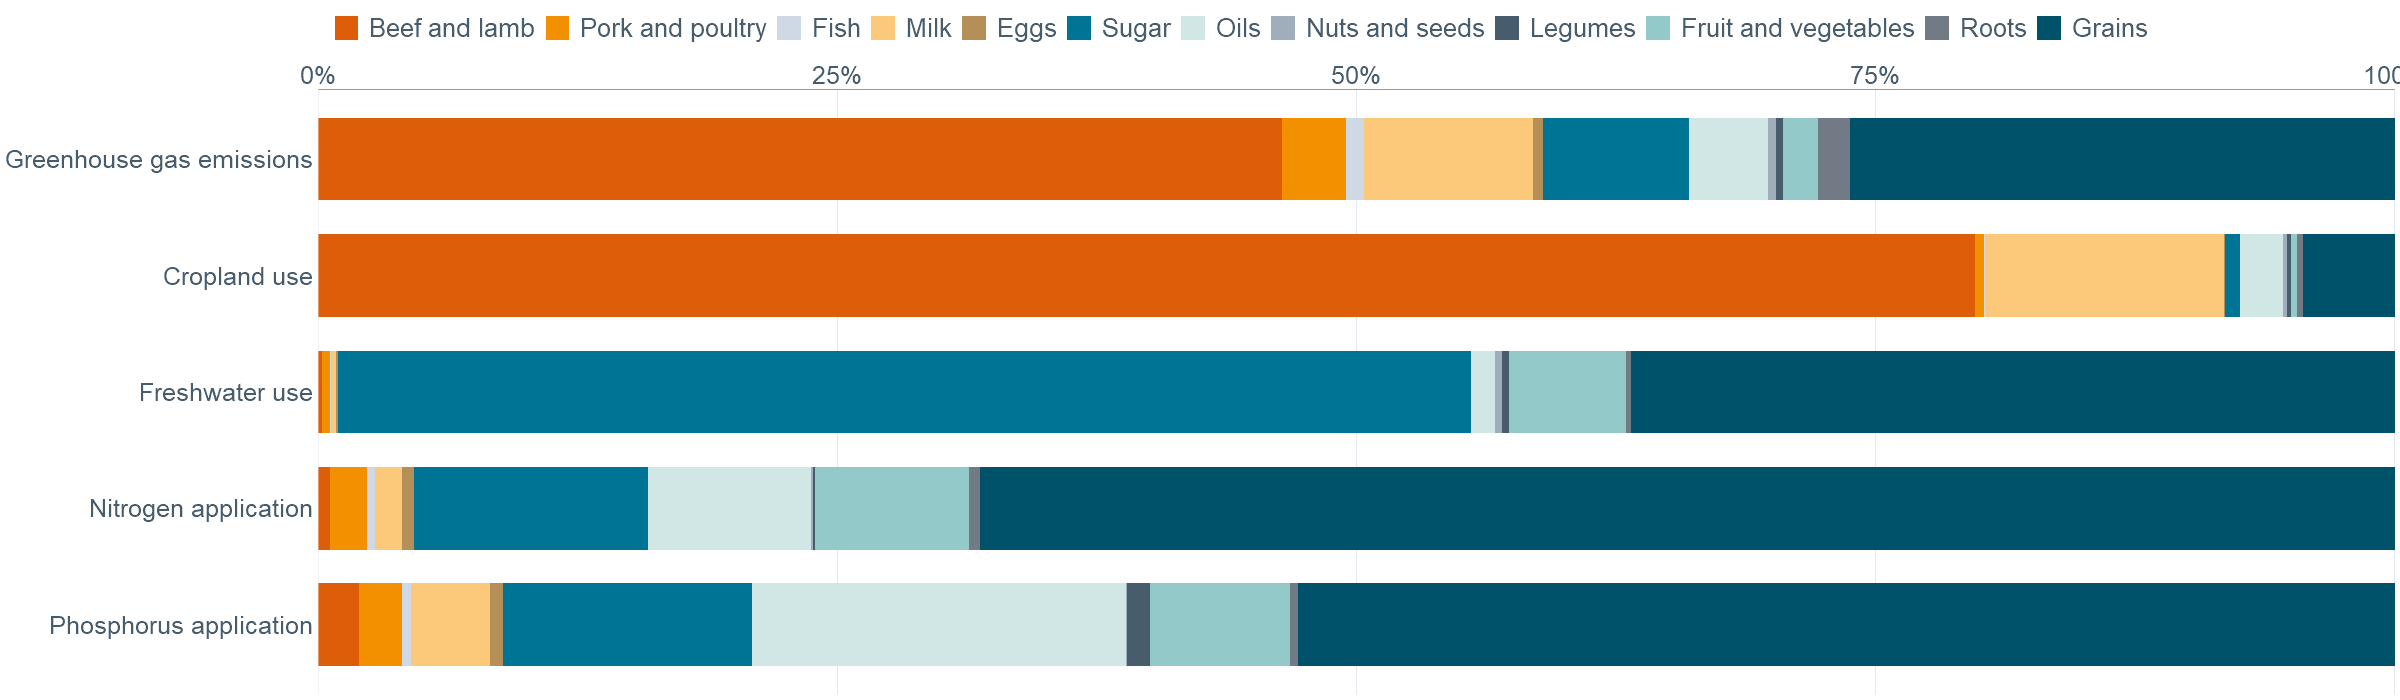 Beef and lamb Pork and poultry Fish Milk Eggs Sugar Oils Nuts and seeds Legumes Fruit and vegetables Roots Grains
0% 25% 50% 75% 100
Greenhouse gas emissions
Cropland use
Freshwater use
Nitrogen application
Phosphorus application